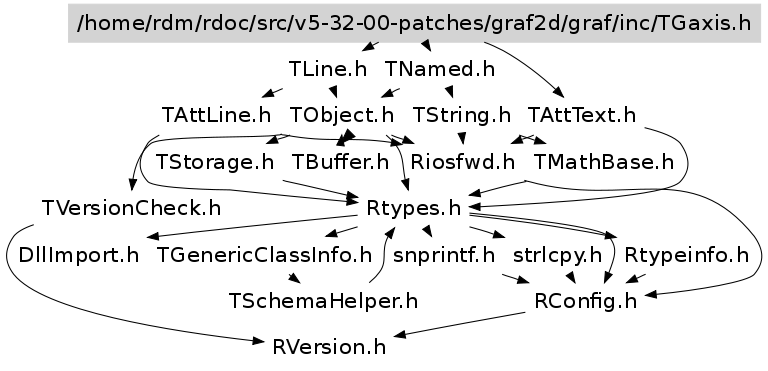 /home/rdm/rdoc/src/v5-32-00-patches/graf2d/graf/inc/TGaxis.h
TLine.h TNamed.h
TAttLine.h TObject.h TString.h TAttText.h
TStorage.h TBuffer.h Riosfwd.h TMathBase.h
TVersionCheck.h Rtypes.h
DllImport.h TGenericClassInfo.h snprintf.h strlcpy.h Rtypeinfo.h
TSchemaHelper.h RConfig.h
RVersion.h